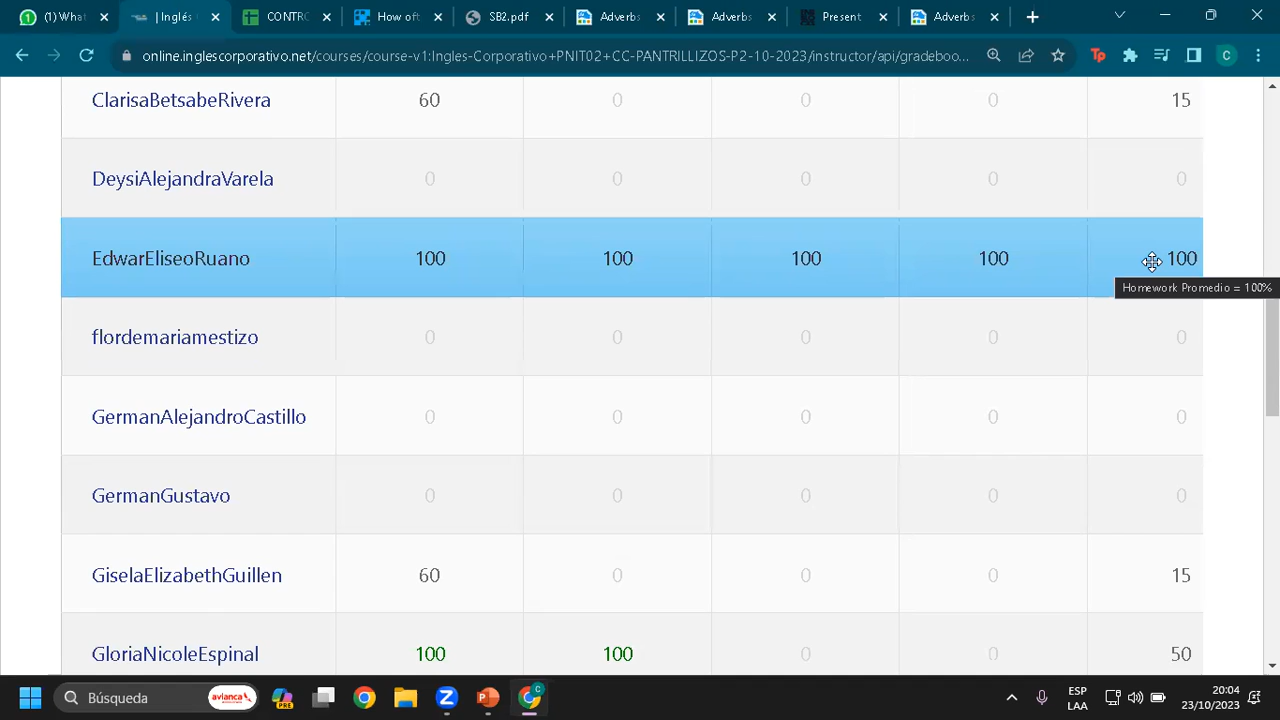 (1) What
| Inglés
CONTRO
How oft
SB2.pdf
Adverbs
Adverbs
Present
Adverbs
online.inglescorporativo.net/courses/course-v1:Ingles-Corporativo+PNIT02+CC-PANTRILLIZOS-P2-10-2023/instructor/api/gradeboo...
ClarisaBetsabeRivera 60 0 0 0 15
DeysiAlejandraVarela 0 0 0 0 0
EdwarEliseoRuano 100 100 100 100 100
Homework Promedio = 100%
flordemariamestizo 0 0 0 0 0
GermanAlejandroCastillo 0 0 0 0 0
GermanGustavo 0 0 0 0 0
GiselaElizabethGuillen 60 0 0 0 15
GloriaNicoleEspinal 100 100 0 0 50
Búsqueda
avianca
PRE
ESP
LAA
20:04
23/10/2023